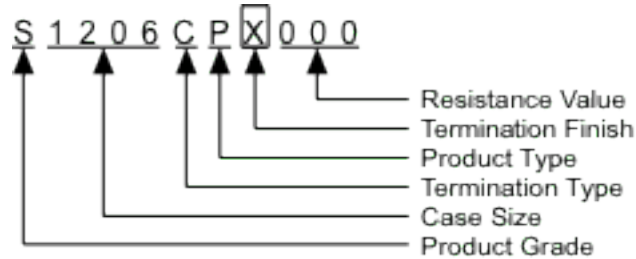 S 1 2 0 6 C P X 0 0 0
Resistance Value
Termination Finish
Product Type
Termination Type
Case Size
Product Grade